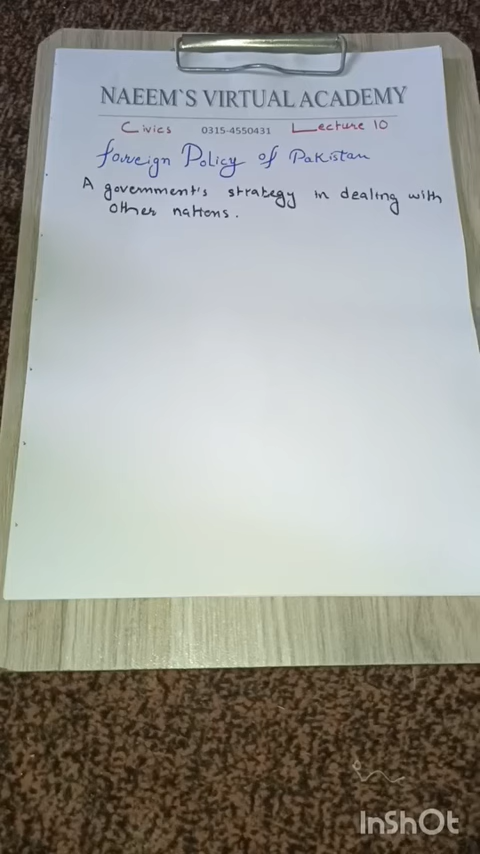 NAEEM`S VIRTUAL ACADEMY
Civics 0315-4550431 Lecture 10
foreign Policy of Pakistan
A government's strategy in dealing with
other nations.
InShOt